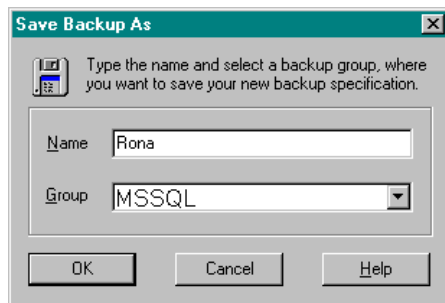 Save Backup As
Type the name and select a backup group, where
you want to save your new backup specification.
Name Rona
Group MSSQL
OK Cancel Help